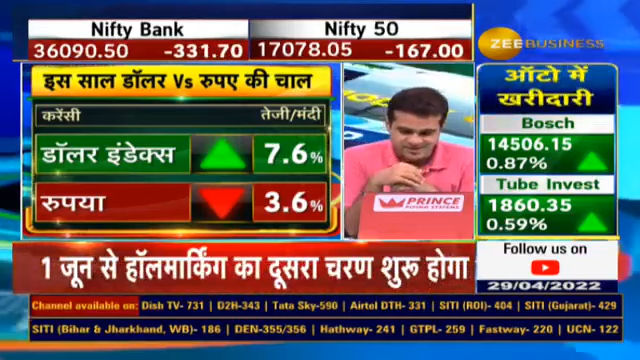 Nifty Bank
36090.50 -331.70
Nifty 50
17078.05 -167.00
ZEE BUSINESS
इस साल डॉलर Vs रुपए की चाल
करेंसी तेजी/मंदी
डॉलर इंडेक्स 7.6%
रुपया 3.6%
PRINCE
PIPING SYSTEMS
ऑटो में
खरीदारी
Bosch
14506.15
0.87%
Tube Invest
1860.35
0.59%
1 जून से हॉलमार्किंग का दूसरा चरण शुरू होगा
Follow us on
29/04/2022
Channel available on: Dish TV- 731 | D2H-343 | Tata Sky-590 | Airtel DTH- 331 | SITI (ROI)- 404 | SITI (Gujarat)- 429
SITI (Bihar & Jharkhand, WB)- 186 | DEN-355/356 | Hathway- 241 | GTPL- 259 | Fastway- 220 | UCN- 122